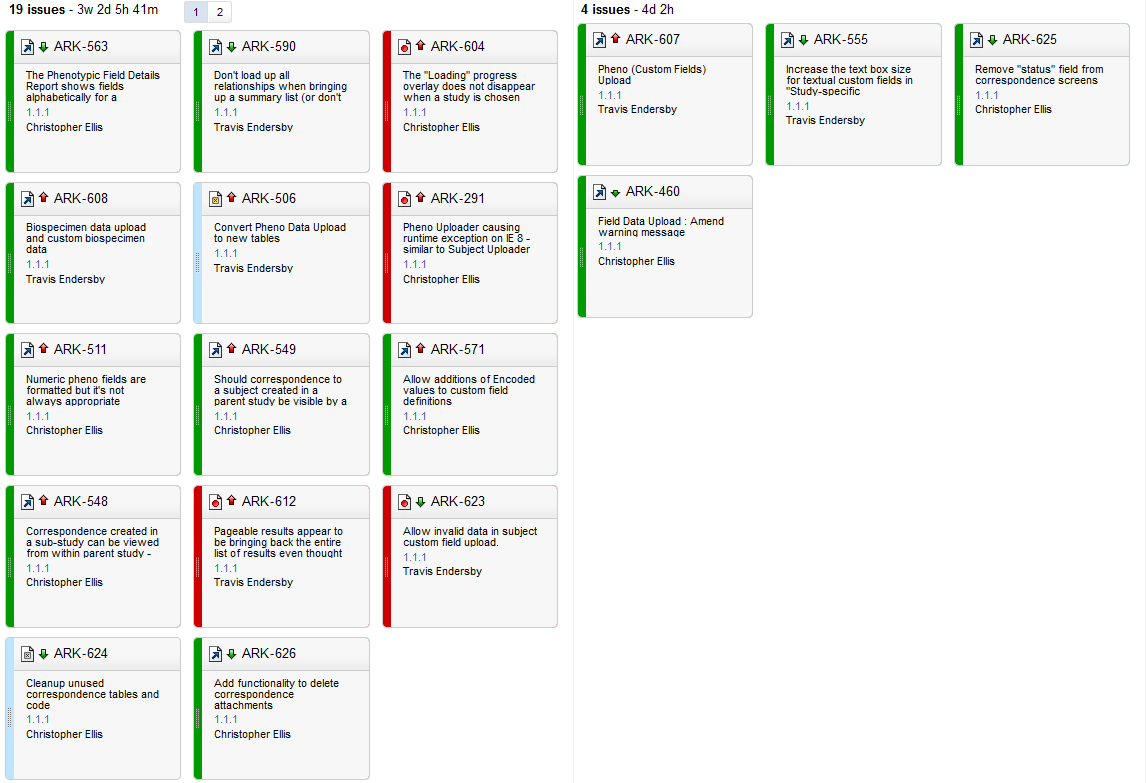 19 issues - 3w 2d 5h 41m
1 2
ARK-563
The Phenotypic Field Details
Report shows fields
alphabetically for a
1.1.1
Christopher Ellis
ARK-590
Don't load up all
relationships when bringing
up a summary list (or don't
1.1.1
Travis Endersby
ARK-604
The "Loading" progress
overlay does not disappear
when a study is chosen
1.1.1
Christopher Ellis
ARK-608
Biospecimen data upload
and custom biospecimen
data
1.1.1
Travis Endersby
ARK-506
Convert Pheno Data Upload
to new tables
1.1.1
Travis Endersby
ARK-291
Pheno Uploader causing
runtime exception on IE 8 -
similar to Subject Uploader
1.1.1
Christopher Ellis
ARK-511
Numeric pheno fields are
formatted but it's not
always appropriate
1.1.1
Christopher Ellis
ARK-549
Should correspondence to
a subject created in a
parent study be visible by a
1.1.1
Christopher Ellis
ARK-571
Allow additions of Encoded
values to custom field
definitions
1.1.1
Christopher Ellis
ARK-548
Correspondence created in
a sub-study can be viewed
from within parent study -
1.1.1
Christopher Ellis
ARK-612
Pageable results appear to
be bringing back the entire
list of results even thought
1.1.1
Travis Endersby
ARK-623
Allow invalid data in subject
custom field upload.
1.1.1
Travis Endersby
ARK-624
Cleanup unused
correspondence tables and
code
1.1.1
Christopher Ellis
ARK-626
Add functionality to delete
correspondence
attachments
1.1.1
Christopher Ellis
4 issues - 4d 2h
ARK-607
Pheno (Custom Fields)
Upload
1.1.1
Travis Endersby
ARK-555
Increase the text box size
for textual custom fields in
"Study-specific
1.1.1
Travis Endersby
ARK-625
Remove "status" field from
correspondence screens
1.1.1
Christopher Ellis
ARK-460
Field Data Upload : Amend
warning message
1.1.1
Christopher Ellis